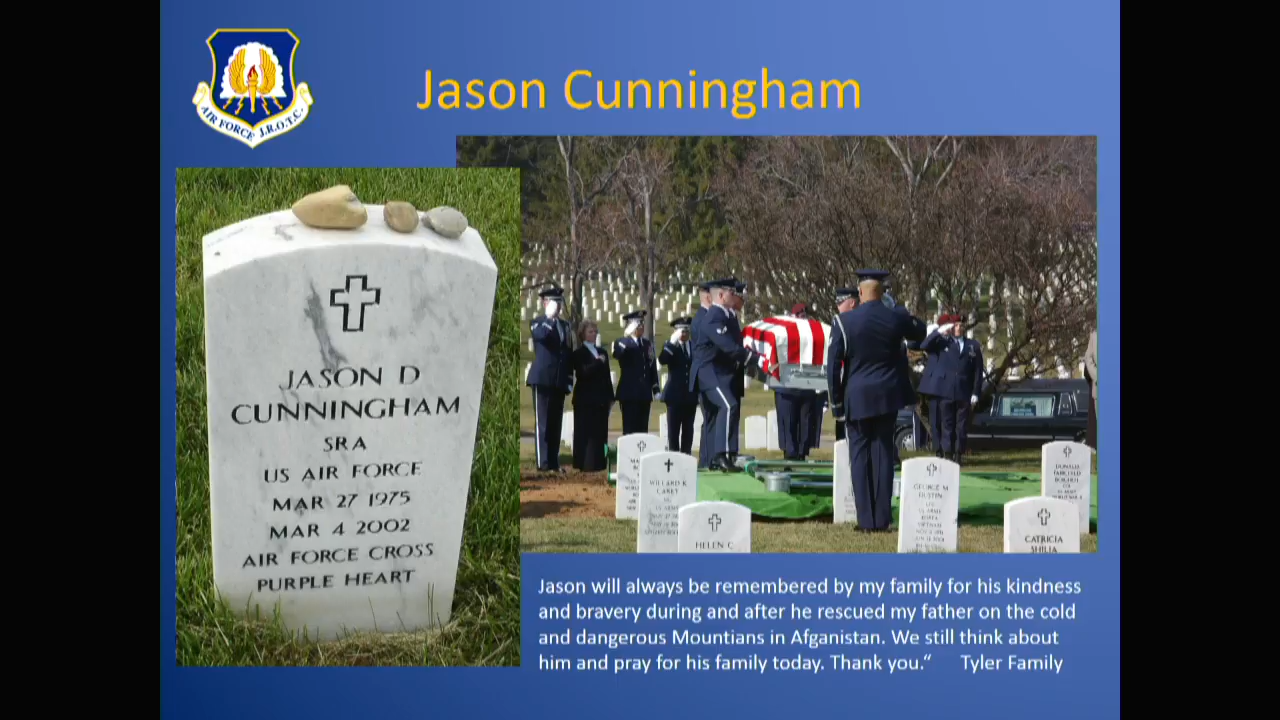 AIR FORCE J.R.O.T.C.
Jason Cunningham
JASON D
CUNNINGHAM
SRA
US AIR FORCE
MAR 27 1975
MAR 4 2002
AIR FORCE CROSS
PURPLE HEART
WILLARD K
CAREY
HELEN C
GEORGE M
CATRICIA
SHILIA
Jason will always be remembered by my family for his kindness
and bravery during and after he rescued my father on the cold
and dangerous Mountians in Afganistan. We still think about
him and pray for his family today. Thank you.“ Tyler Family